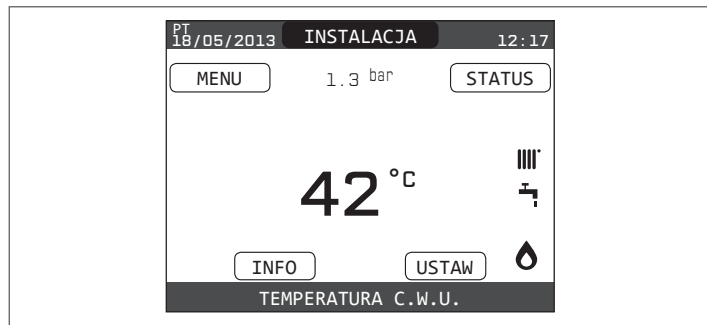 PT
18/05/2013 INSTALACJA 12:17
MENU 1.3 bar STATUS
42 °C
INFO USTAW
TEMPERATURA C.W.U.